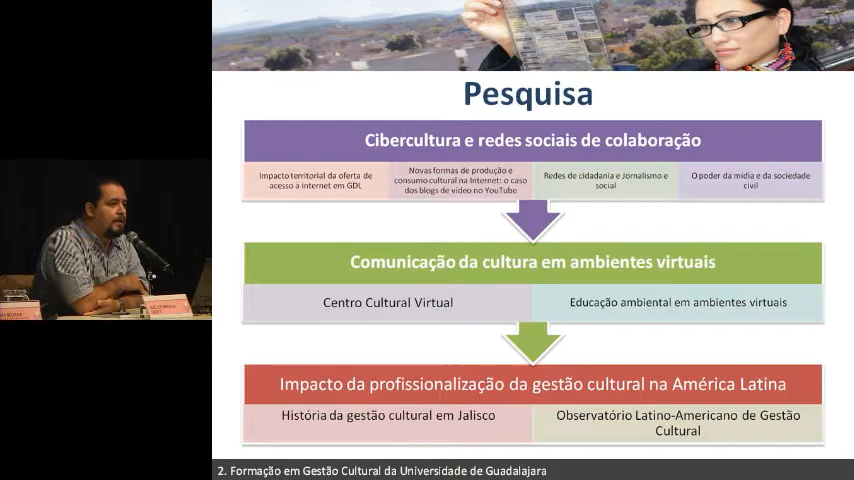 Pesquisa
Cibercultura e redes sociais de colaboração
Impacto territorial da oferta de
acesso à internet em GDL
Novas formas de produção e
consumo cultural na Internet: o caso
dos blogs de vídeo no YouTube
Redes de cidadania e Jornalismo e
social
O poder da mídia e da sociedade
civil
Comunicação da cultura em ambientes virtuais
Centro Cultural Virtual
Educação ambiental em ambientes virtuais
Impacto da profissionalização da gestão cultural na América Latina
História da gestão cultural em Jalisco
Observatório Latino-Americano de Gestão
Cultural
2. Formação em Gestão Cultural da Universidade de Guadalajara